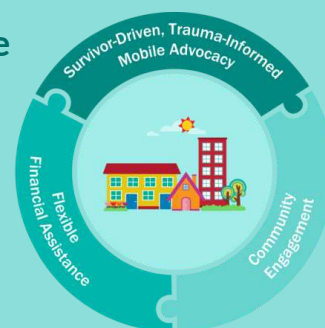 Survivor-Driven, Trauma-Informed
Mobile Advocacy
Flexible
Financial Assistance
Community
Engagement